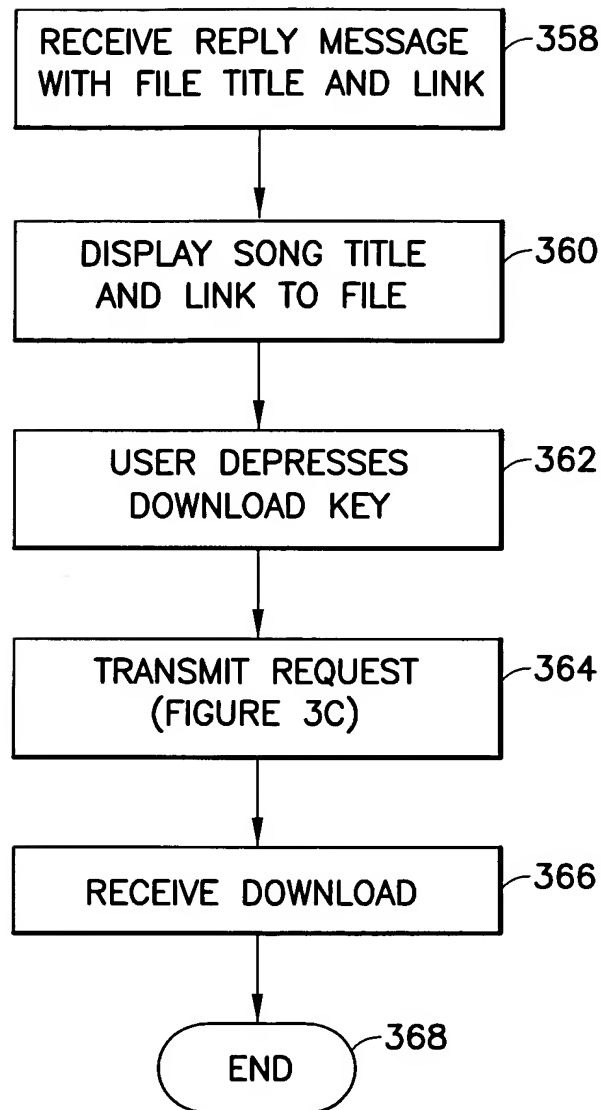 RECEIVE REPLY MESSAGE
WITH FILE TITLE AND LINK
358
DISPLAY SONG TITLE
AND LINK TO FILE
360
USER DEPRESSES
DOWNLOAD KEY
362
TRANSMIT REQUEST
(FIGURE 3C)
364
RECEIVE DOWNLOAD
366
END
368